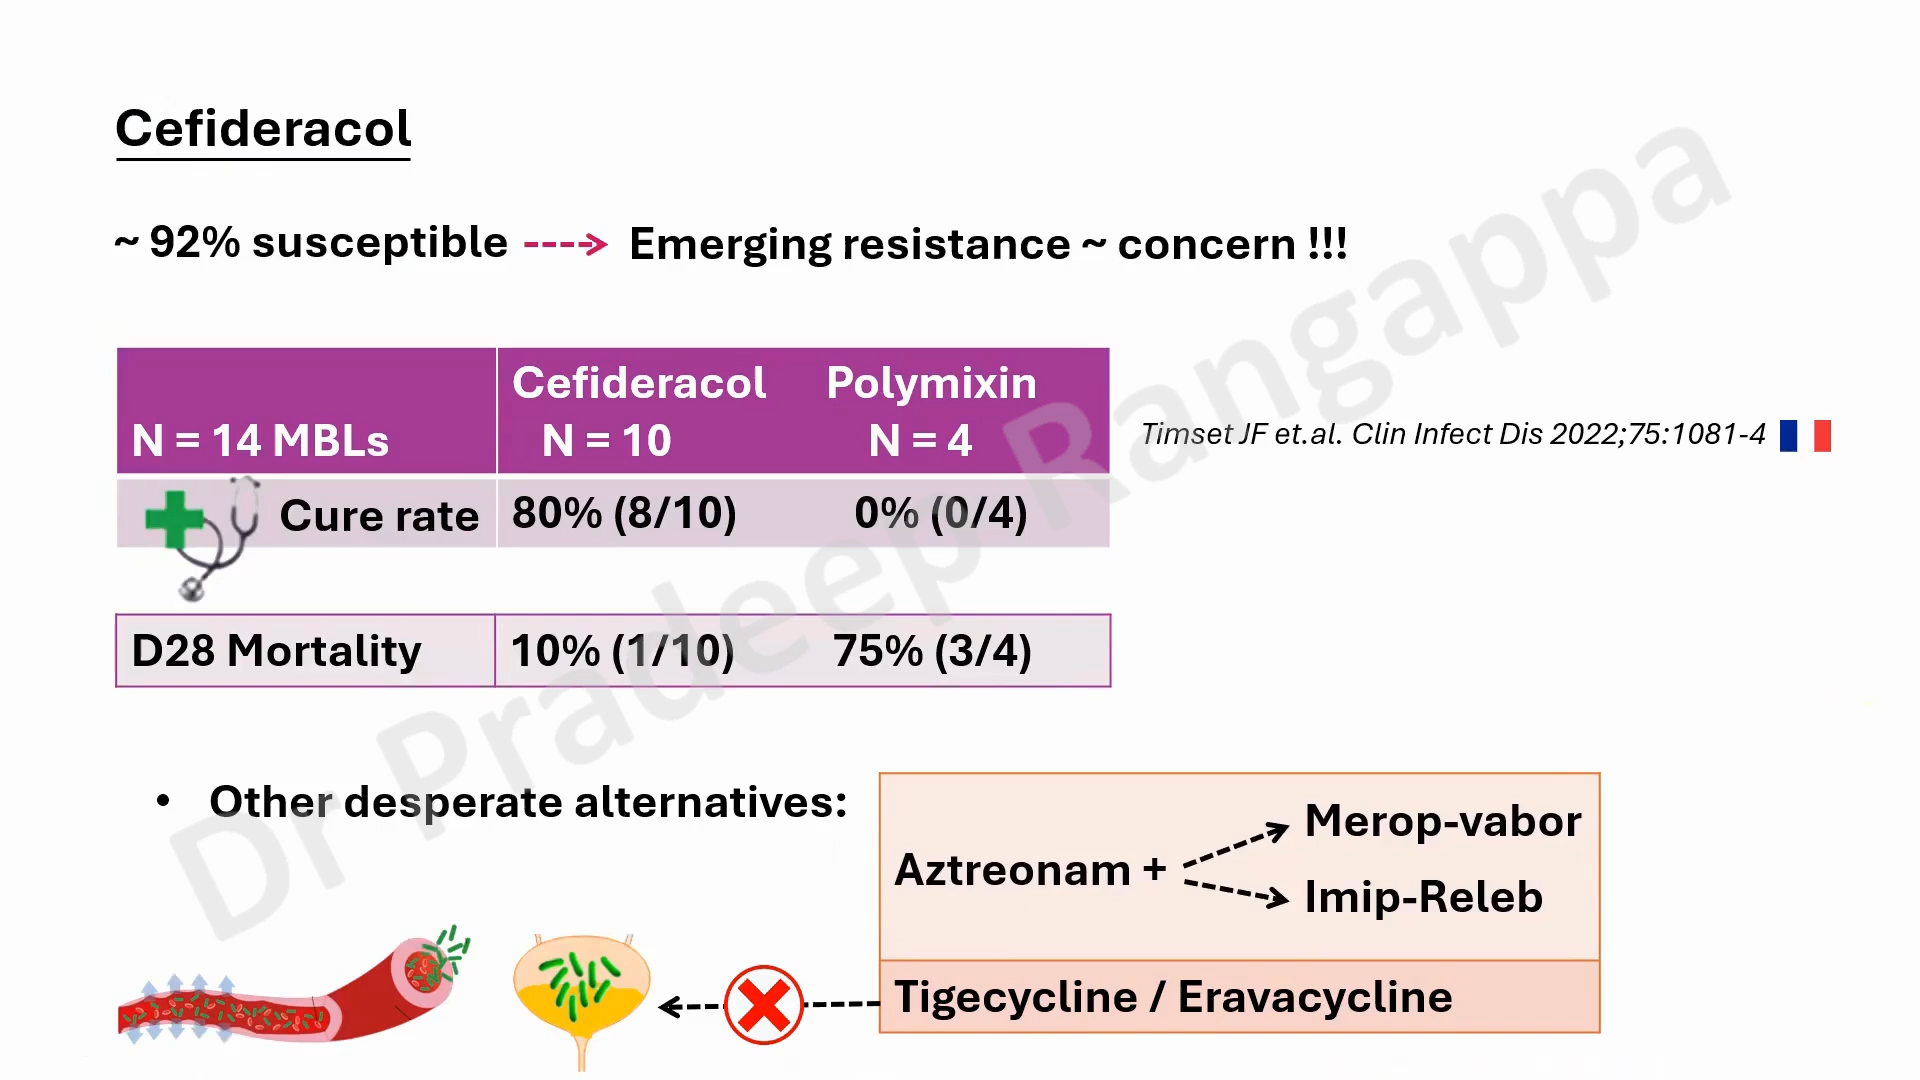 Cefideracol
~ 92% susceptible Emerging resistance ~ concern !!!
Cefideracol Polymixin
N = 14 MBLs N = 10 N = 4
Timset JF et.al. Clin Infect Dis 2022;75:1081-4
Cure rate 80% (8/10) 0% (0/4)
D28 Mortality 10% (1/10) 75% (3/4)
• Other desperate alternatives:
Merop-vabor
Aztreonam +
Imip-Releb
Tigecycline / Eravacycline
Dr Pradeep Rangappa